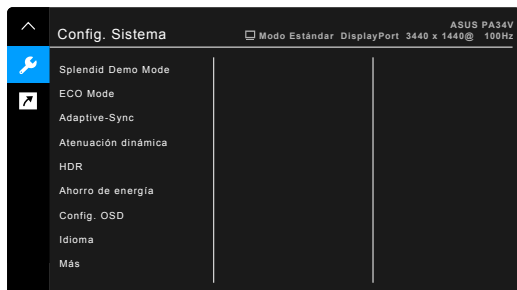 ASUS PA34V
Config. Sistema
Modo Estándar DisplayPort 3440 x 1440@ 100Hz
Splendid Demo Mode
ECO Mode
Adaptive-Sync
Atenuación dinámica
HDR
Ahorro de energía
Config. OSD
Idioma
Más